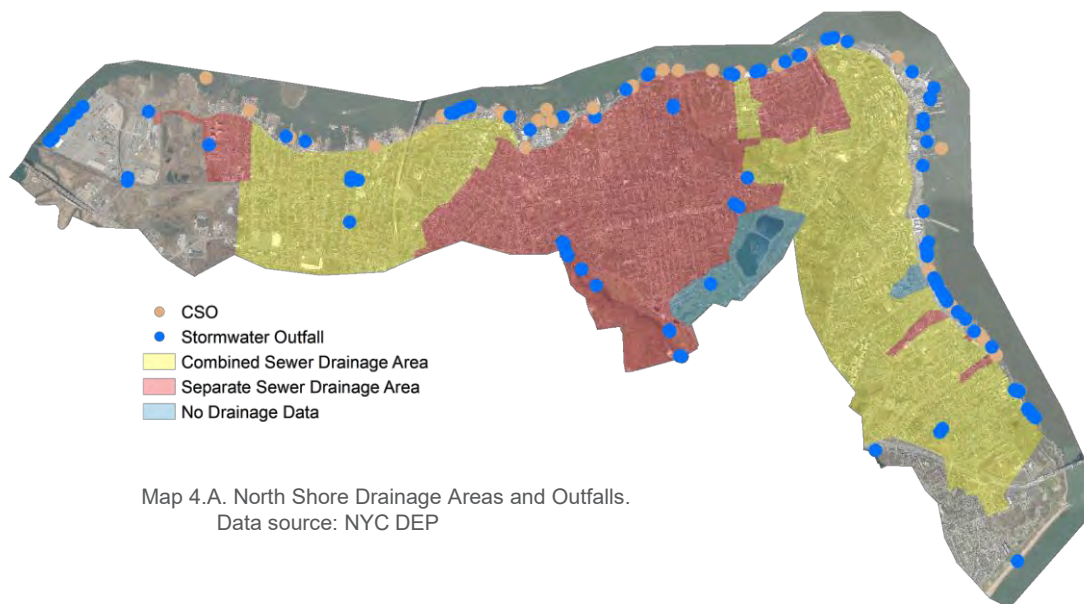 CSO
Stormwater Outfall
Combined Sewer Drainage Area
Separate Sewer Drainage Area
No Drainage Data
Map 4.A. North Shore Drainage Areas and Outfalls.
Data source: NYC DEP